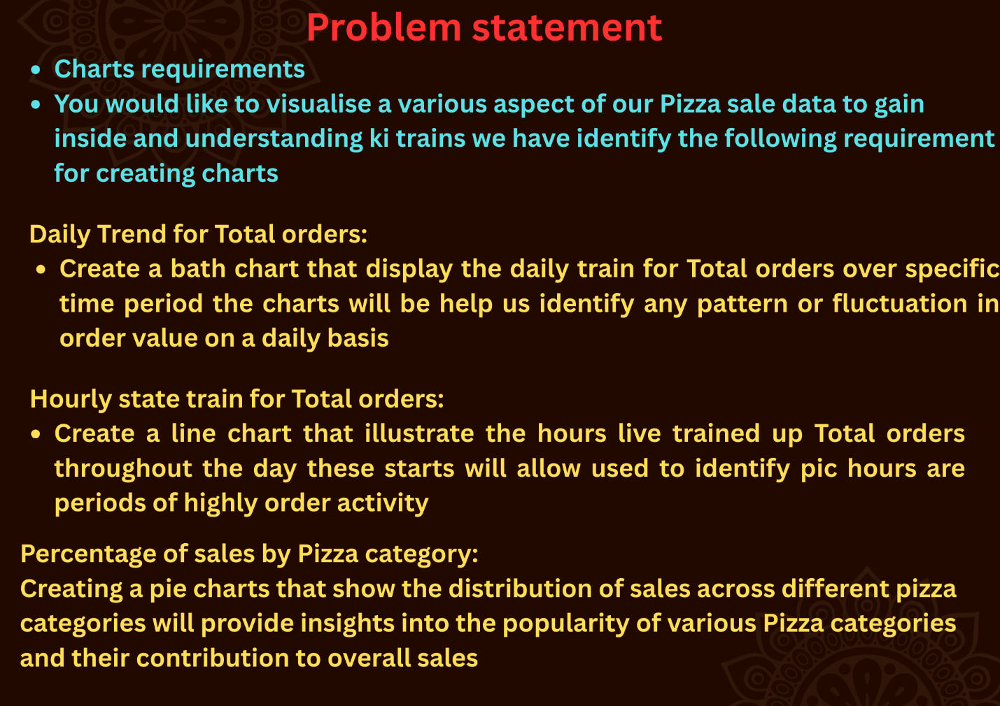 Problem statement
• Charts requirements
• You would like to visualise a various aspect of our Pizza sale data to gain
inside and understanding ki trains we have identify the following requirement
for creating charts
Daily Trend for Total orders:
• Create a bath chart that display the daily train for Total orders over specific
time period the charts will be help us identify any pattern or fluctuation in
order value on a daily basis
Hourly state train for Total orders:
• Create a line chart that illustrate the hours live trained up Total orders
throughout the day these starts will allow used to identify pic hours are
periods of highly order activity
Percentage of sales by Pizza category:
Creating a pie charts that show the distribution of sales across different pizza
categories will provide insights into the popularity of various Pizza categories
and their contribution to overall sales